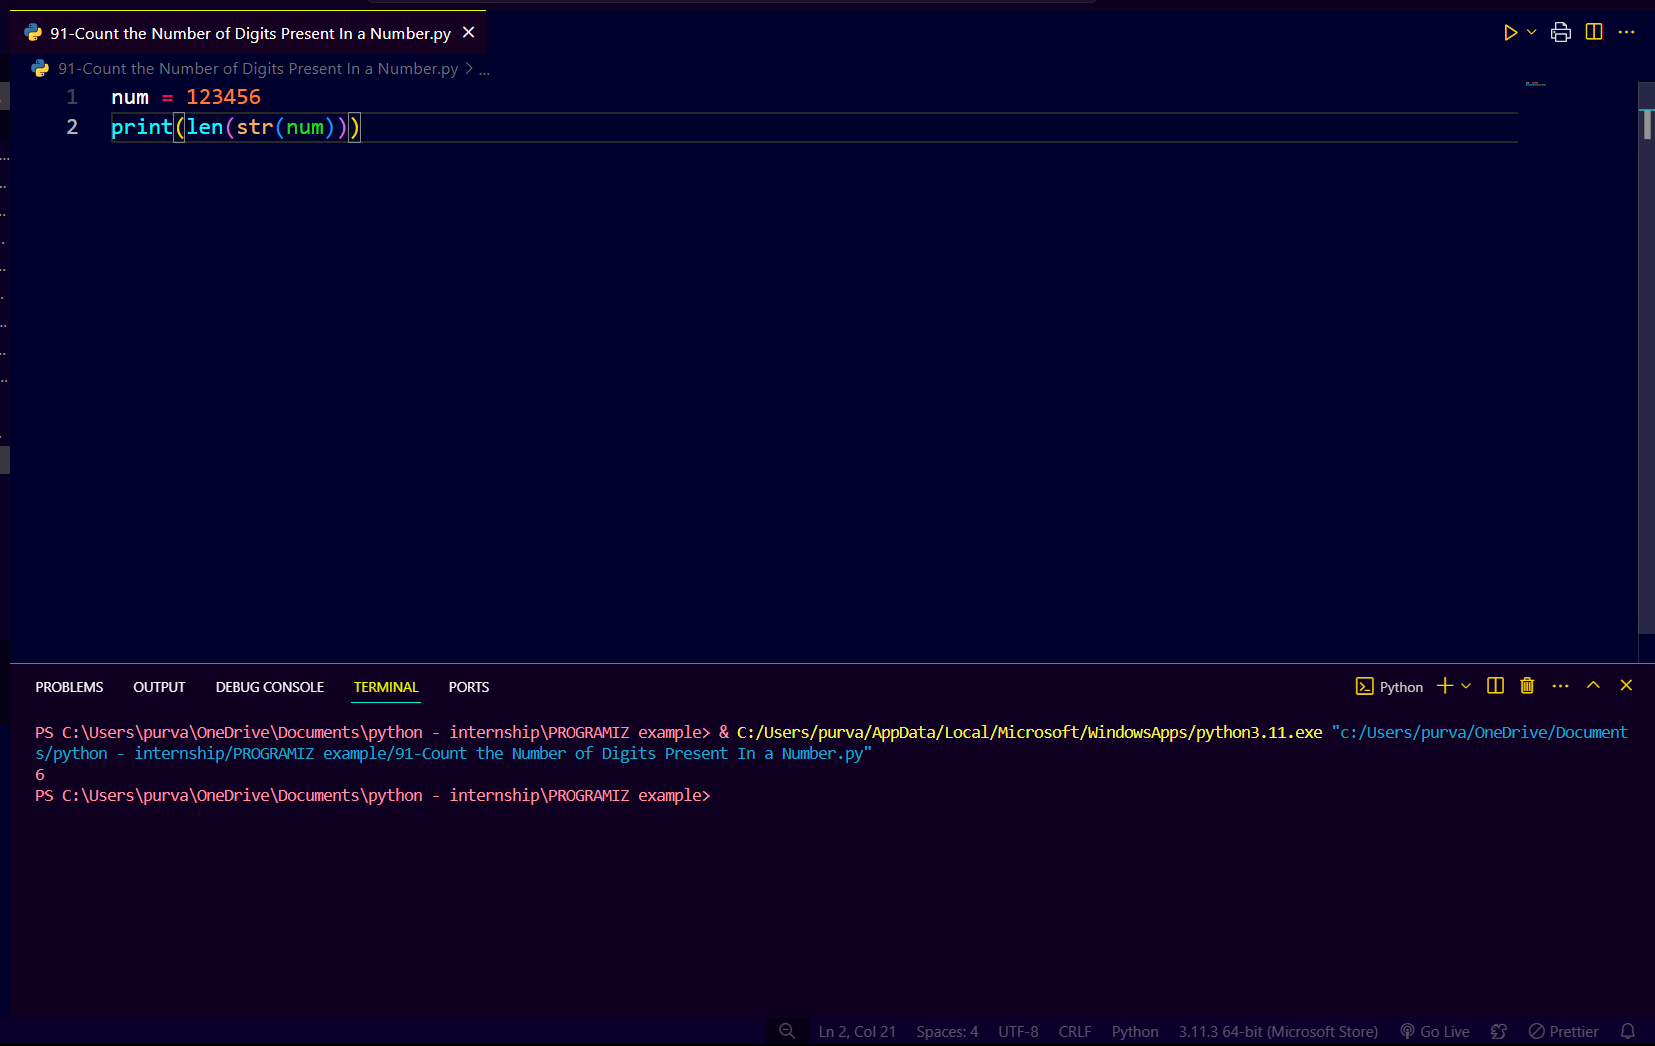 91-Count the Number of Digits Present In a Number.py
91-Count the Number of Digits Present In a Number.py > ...
1 num = 123456
2 print(len(str(num)))
PROBLEMS OUTPUT DEBUG CONSOLE TERMINAL PORTS Python
PS C:\Users\purva\OneDrive\Documents\python - internship\PROGRAMIZ example> & C:/Users/purva/AppData/Local/Microsoft/WindowsApps/python3.11.exe "c:/Users/purva/OneDrive/Document
s/python - internship/PROGRAMIZ example/91-Count the Number of Digits Present In a Number.py"
6
PS C:\Users\purva\OneDrive\Documents\python - internship\PROGRAMIZ example>
Ln 2, Col 21 Spaces: 4 UTF-8 CRLF Python 3.11.3 64-bit (Microsoft Store) Go Live Prettier